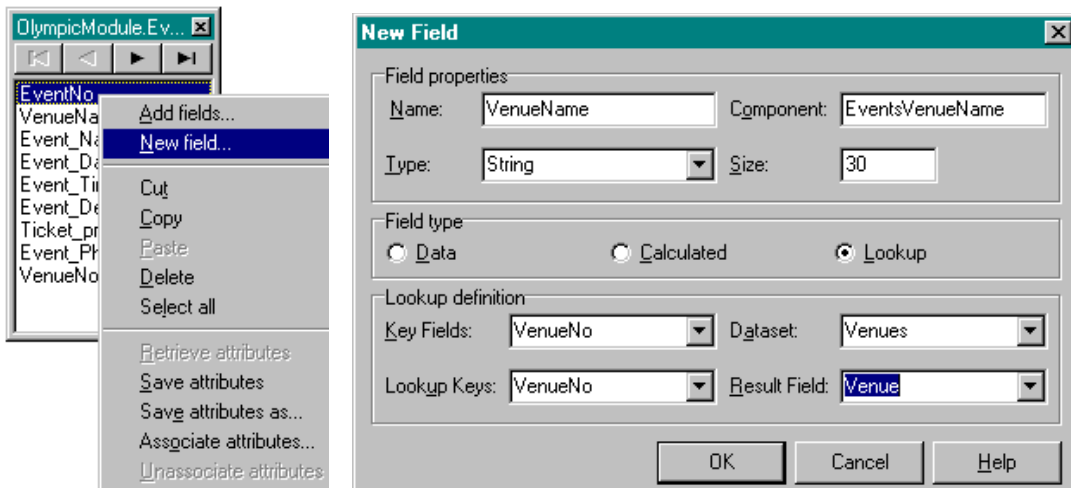 OlympicModule.Ev...
EventNo
VenueNa
Event_Na
Event_Da
Event_Tir
Event_De
Ticket_pr
Event_Ph
VenueNo
Add fields...
New field...
Cut
Copy
Paste
Delete
Select all
Retrieve attributes
Save attributes
Save attributes as...
Associate attributes...
Unassociate attributes
New Field
Field properties
Name: VenueName Component: EventsVenueName
Type: String Size: 30
Field type
Data Calculated Lookup
Lookup definition
Key Fields: VenueNo Dataset: Venues
Lookup Keys: VenueNo Result Field: Venue
OK Cancel Help